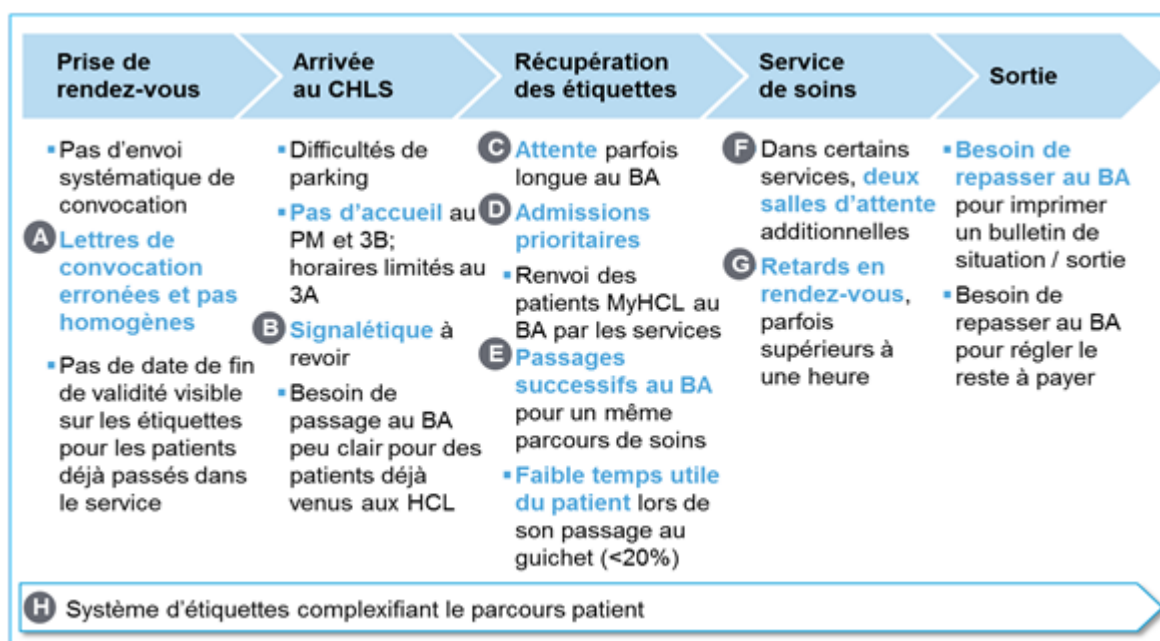 Prise de
rendez-vous
Arrivée
au CHLS
Récupération
des étiquettes
Service
de soins
Sortie
Pas d'envoi
systématique de
convocation
A Lettres de
convocation
erronées et pas
homogènes
Pas de date de fin
de validité visible
sur les étiquettes
pour les patients
déjà passés dans
le service
Difficultés de
parking
Pas d'accueil au
PM et 3B;
horaires limités au
3A
B Signalétique à
revoir
Besoin de
passage au BA
peu clair pour des
patients déjà
venus aux HCL
C Attente parfois
longue au BA
D Admissions
prioritaires
Renvoi des
patients MyHCL au
BA par les services
E Passages
successifs au BA
pour un même
parcours de soins
Faible temps utile
du patient lors de
son passage au
guichet (<20%)
F Dans certains
services, deux
salles d'attente
additionnelles
G Retards en
rendez-vous,
parfois
supérieurs à
une heure
Besoin de
repasser au BA
pour imprimer
un bulletin de
situation / sortie
Besoin de
repasser au BA
pour régler le
reste à payer
H Système d'étiquettes complexifiant le parcours patient